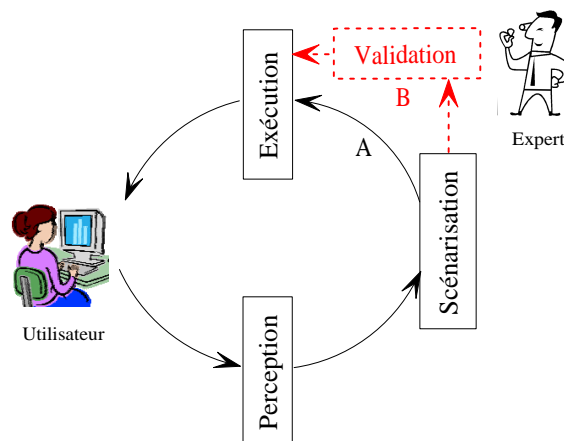 Validation
Exécution
B
Expert
A
Scénarisation
Utilisateur
Perception